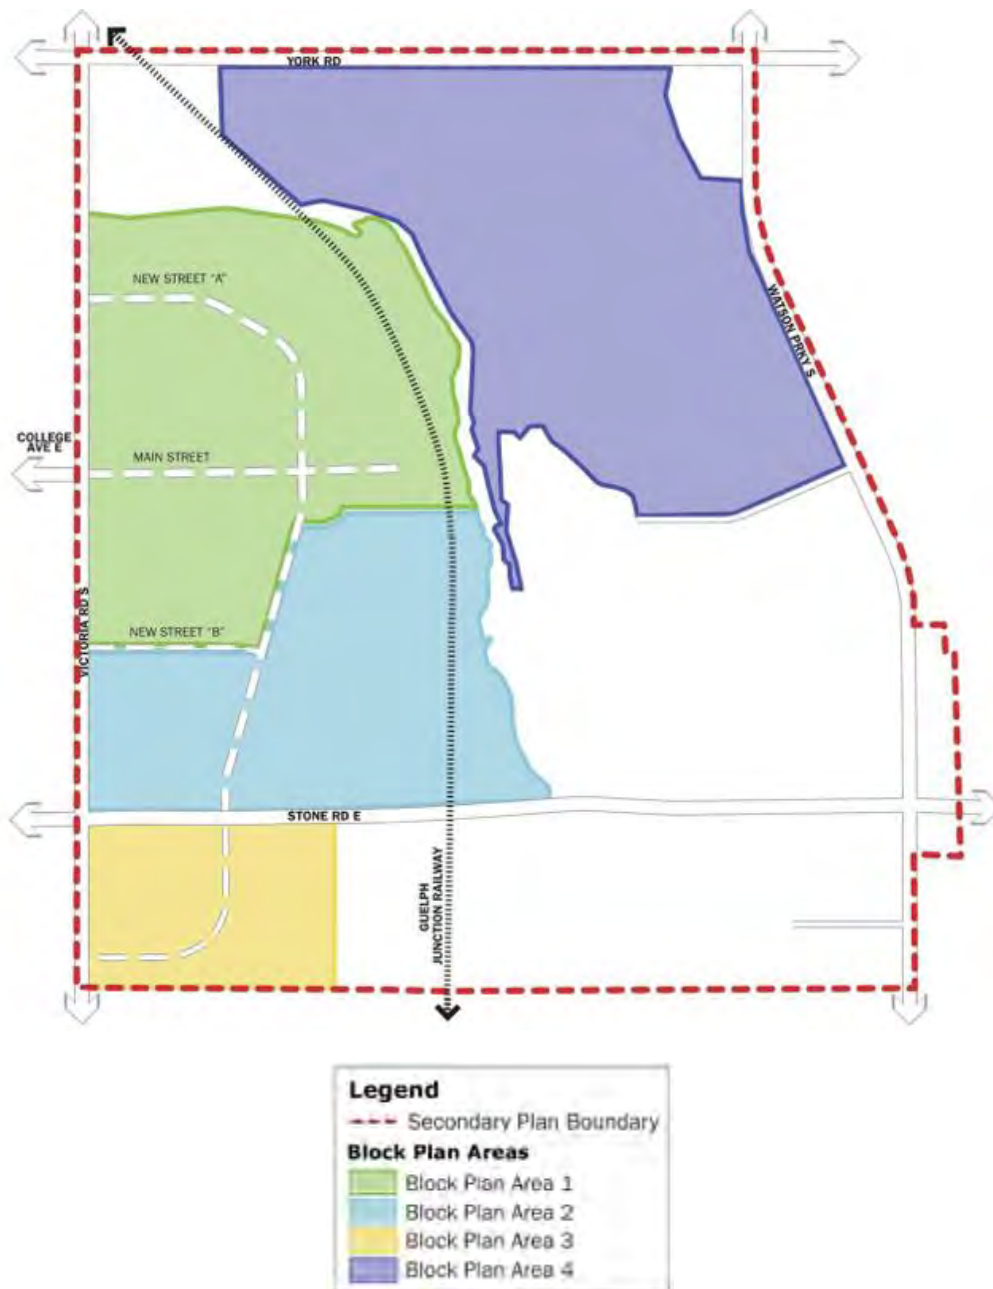 YORK RD
NEW STREET "A"
WATSON PRKY S
COLLEGE
AVE E
MAIN STREET
NEW STREET "B"
VICTORIA RD S
STONE RD E
GUELPH
JUNCTION RAILWAY
Legend
Secondary Plan Boundary
Block Plan Areas
Block Plan Area 1
Block Plan Area 2
Block Plan Area 3
Block Plan Area 4